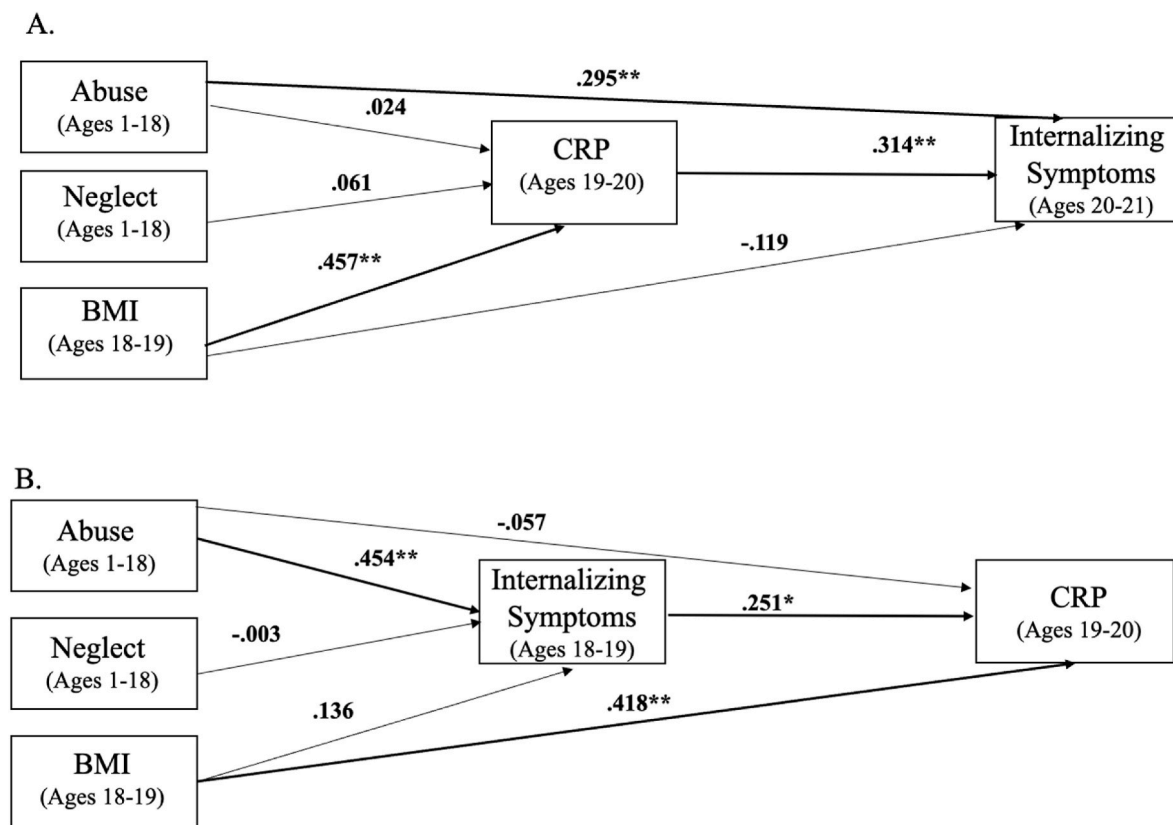 A.
Abuse
(Ages 1-18)
.295**
.024
Neglect
(Ages 1-18)
.061
CRP
(Ages 19-20)
.314**
Internalizing
Symptoms
(Ages 20-21)
BMI
(Ages 18-19)
.457**
-.119
B.
Abuse
(Ages 1-18)
-.057
.454**
Neglect
(Ages 1-18)
-.003
Internalizing
Symptoms
(Ages 18-19)
.251*
CRP
(Ages 19-20)
BMI
(Ages 18-19)
.136
.418**